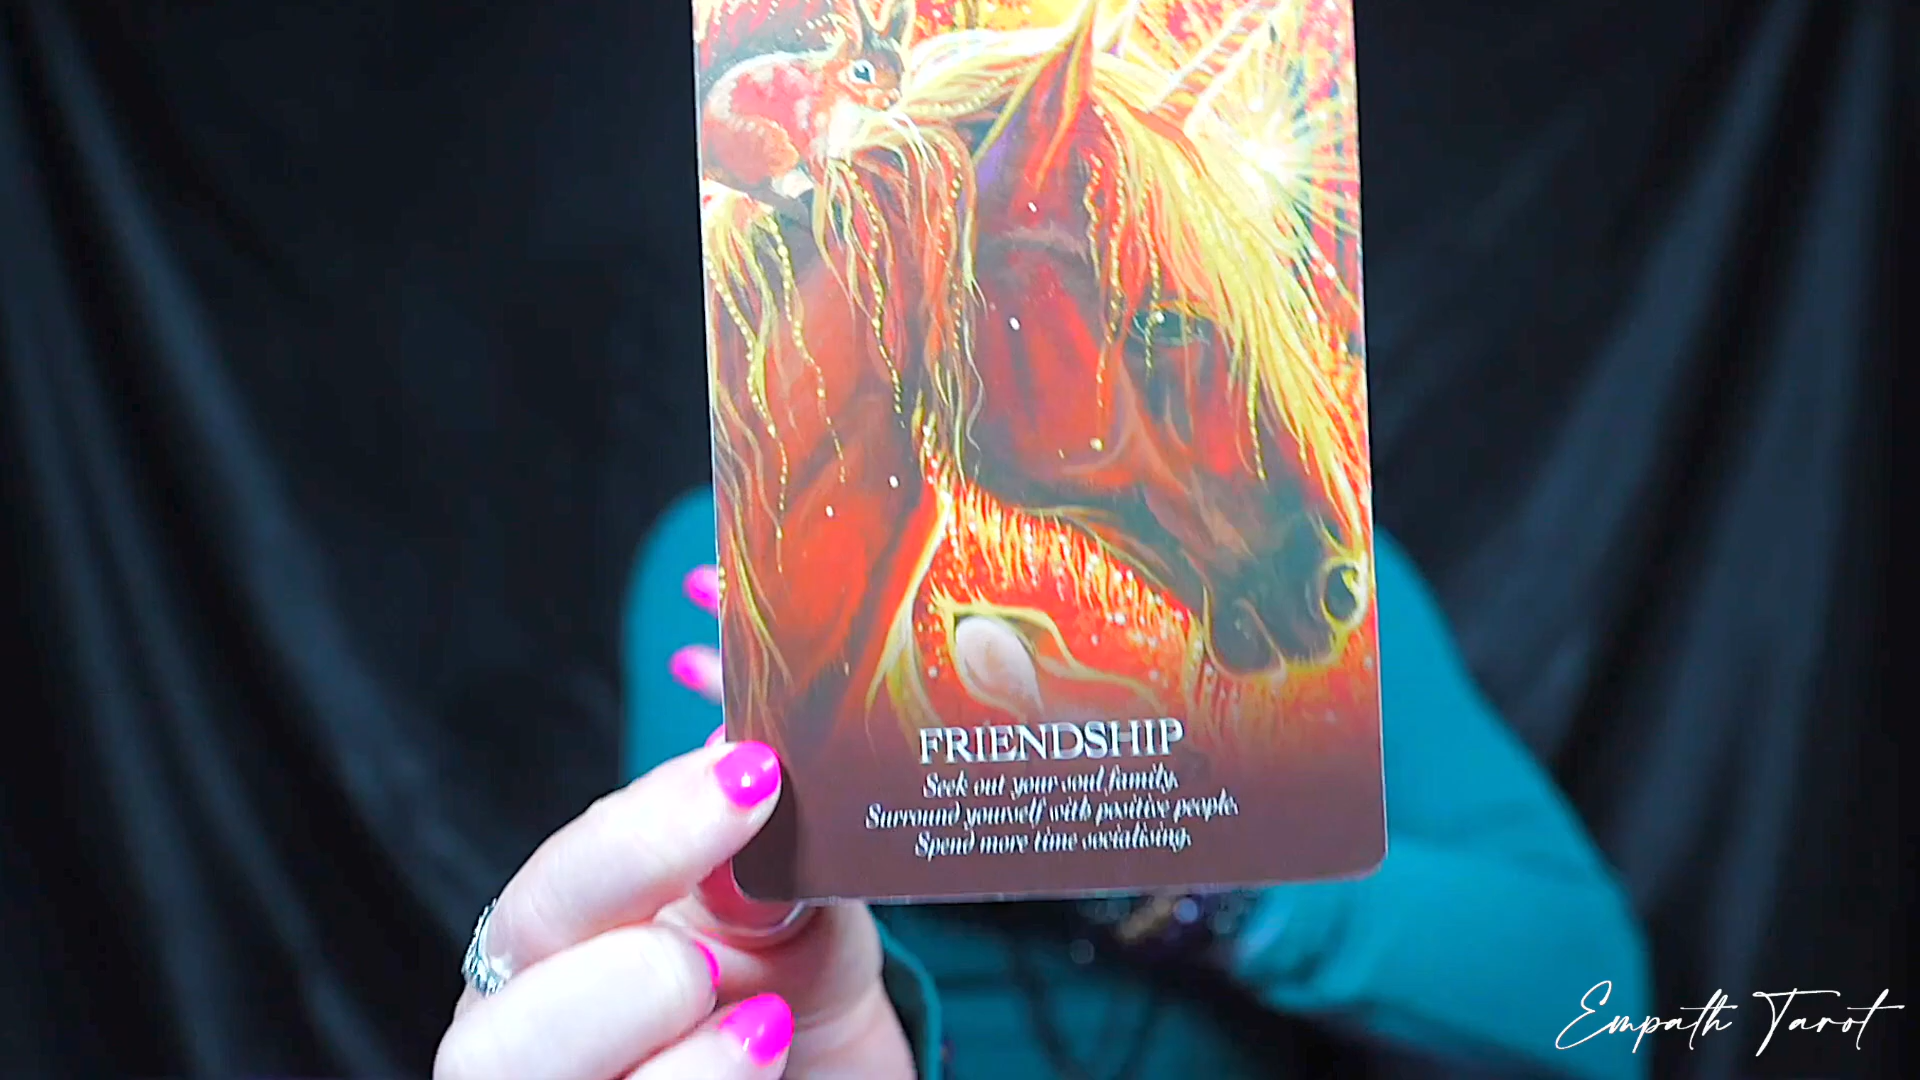 FRIENDSHIP
Seek out your soul family.
Surround yourself with positive people.
Spend more time socialising.
Empath Tarot